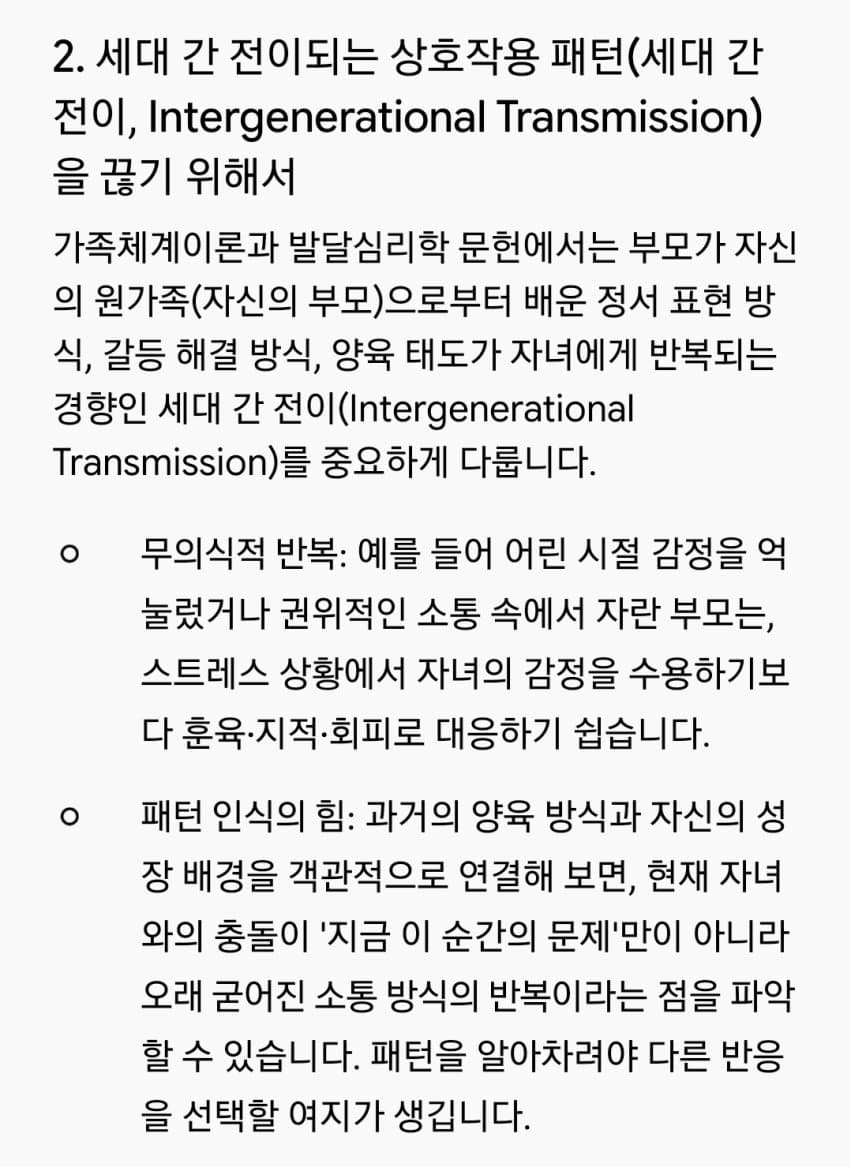 2. 세대 간 전이되는 상호작용 패턴(세대 간
전이, Intergenerational Transmission)
을 끊기 위해서
가족체계이론과 발달심리학 문헌에서는 부모가 자신
의 원가족(자신의 부모)으로부터 배운 정서 표현 방
식, 갈등 해결 방식, 양육 태도가 자녀에게 반복되는
경향인 세대 간 전이(Intergenerational
Transmission)를 중요하게 다룹니다.
○ 무의식적 반복: 예를 들어 어린 시절 감정을 억
눌렀거나 권위적인 소통 속에서 자란 부모는,
스트레스 상황에서 자녀의 감정을 수용하기보
다 훈육·지적·회피로 대응하기 쉽습니다.
○ 패턴 인식의 힘: 과거의 양육 방식과 자신의 성
장 배경을 객관적으로 연결해 보면, 현재 자녀
와의 충돌이 '지금 이 순간의 문제'만이 아니라
오래 굳어진 소통 방식의 반복이라는 점을 파악
할 수 있습니다. 패턴을 알아차려야 다른 반응
을 선택할 여지가 생깁니다.